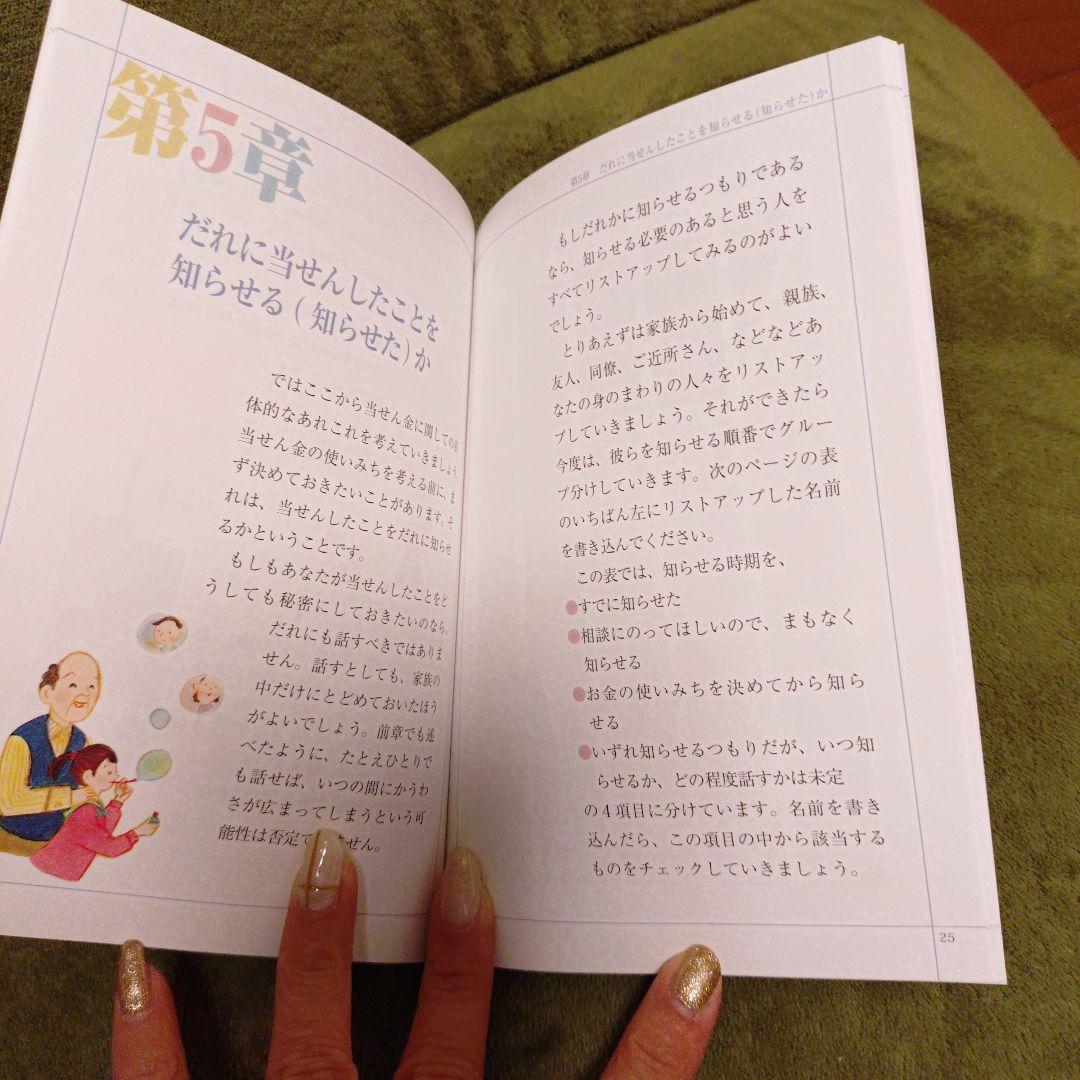 第5章
だれに当せんしたことを
知らせる(知らせた)か
ではここから当せん金に関しての具
体的なあれこれを考えていきましょう。
当せん金の使いみちを考える前に、ま
ず決めておきたいことがあります。そ
れは、当せんしたことをだれに知らせ
るかということです。
もしもあなたが当せんしたことをど
うしても秘密にしておきたいのなら、
だれにも話すべきではありま
せん。話すとしても、家族の
中だけにとどめておいたほう
がよいでしょう。前章でも述
べたように、たとえひとりで
も話せば、いつの間にかうわ
さが広まってしまうという可
能性は否定で ません。
第5章 だれに当せんしたことを知らせる(知らせた)か
もしだれかに知らせるつもりである
なら、知らせる必要のあると思う人を
すべてリストアップしてみるのがよい
でしょう。
とりあえずは家族から始めて、親族、
友人、同僚、ご近所さん、などなどあ
なたの身のまわりの人々をリストアッ
プしていきましょう。それができたら
今度は、彼らを知らせる順番でグルー
プ分けしていきます。次のページの表
のいちばん左にリストアップした名前
を書き込んでください。
この表では、知らせる時期を、
●すでに知らせた
●相談にのってほしいので、まもなく
知らせる
●お金の使いみちを決めてから知ら
せる
●いずれ知らせるつもりだが、いつ知
らせるか、どの程度話すかは未定
の4項目に分けています。名前を書き
込んだら、この項目の中から該当する
ものをチェックしていきましょう。
25